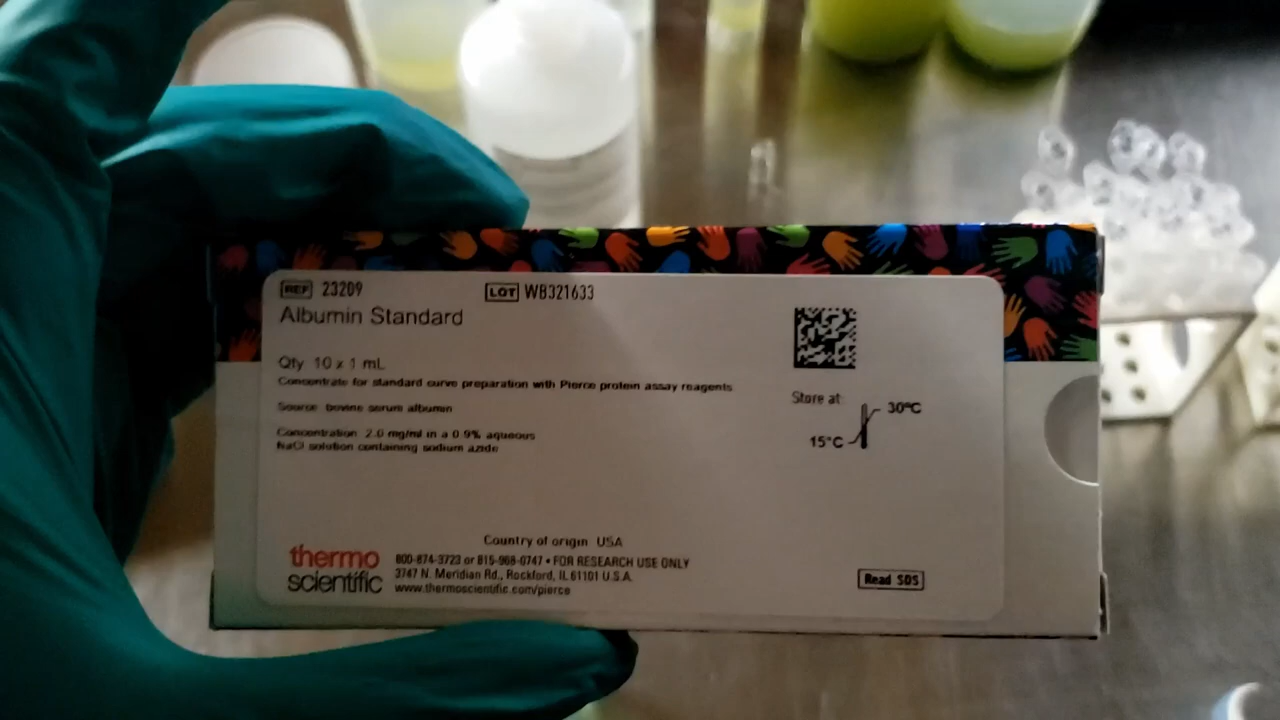 REF 23209
LOT WB321633
Albumin Standard
Qty 10 x 1 mL
Concentrate for standard curve preparation with Pierce protein assay reagents
Source: bovine serum albumin
Concentration: 2.0 mg/ml in a 0.9% aqueous
NaCl solution containing sodium azide
Store at:
30°C
15°C
Country of origin USA
thermo
scientific
800-874-3723 or 815-968-0747 • FOR RESEARCH USE ONLY
3747 N. Meridian Rd., Rockford, IL 61101 U.S.A.
www.thermoscientific.com/pierce
Read SDS